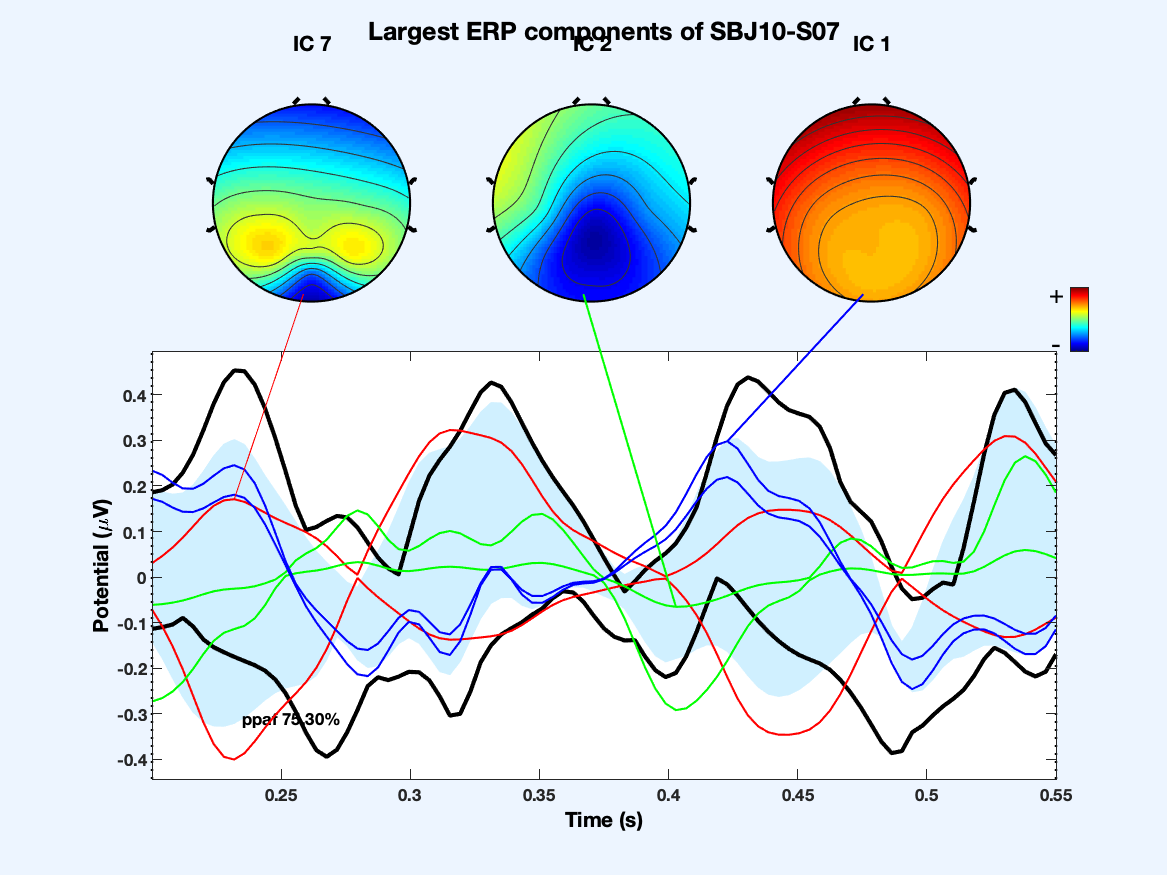 Largest ERP components of SBJ10-S07
IC 7
IC 2
IC 1
+
-
0.4
0.3
0.2
0.1
0
-0.1
-0.2
-0.3
-0.4
Potential (μV)
ppaf 75.30%
0.25
0.3
0.35
0.4
0.45
0.5
0.55
Time (s)